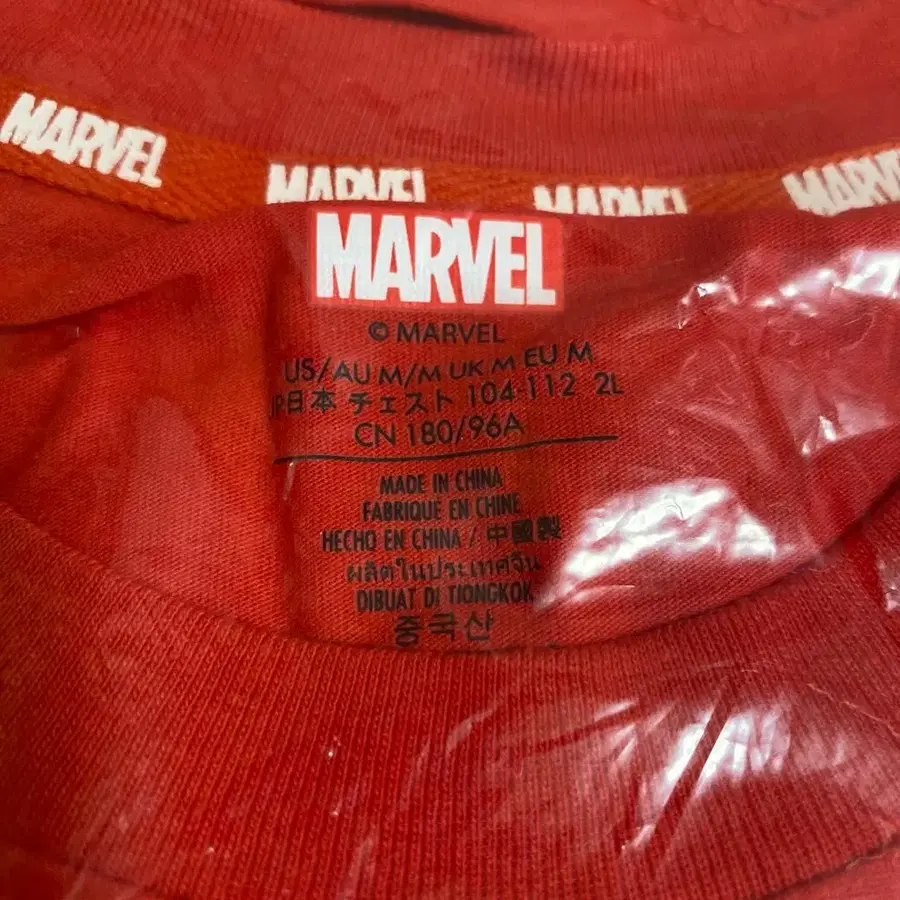 MARVEL MARVEL MARVEL MARVEL
MARVEL
© MARVEL
US/AU M/M UK M EU M
JP日本 チェスト 104-112 2L
CN 180/96A
MADE IN CHINA
FABRIQUE EN CHINE
HECHO EN CHINA / 中國製
ผลิตในประเทศจีน
DIBUAT DI TIONGKOK
중국산